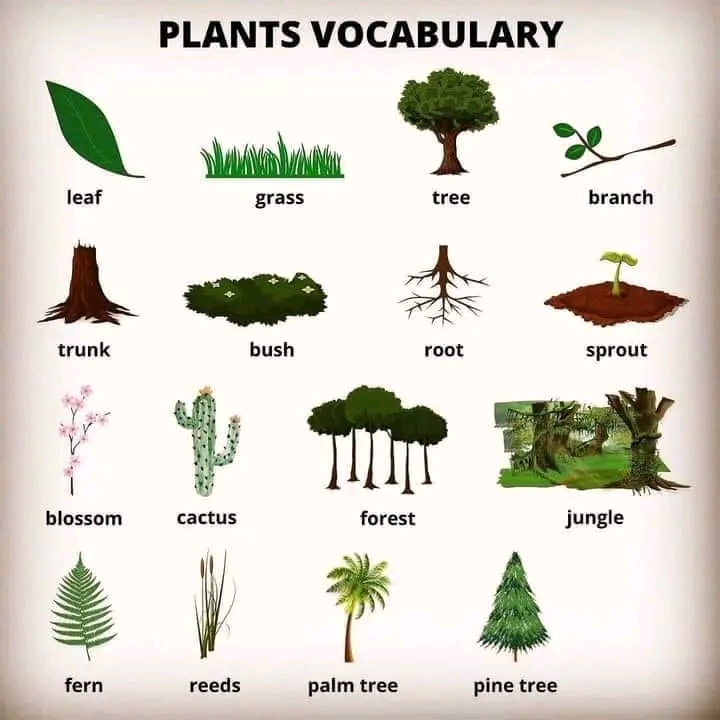 PLANTS VOCABULARY
leaf grass tree branch
trunk bush root sprout
blossom cactus forest jungle
fern reeds palm tree pine tree